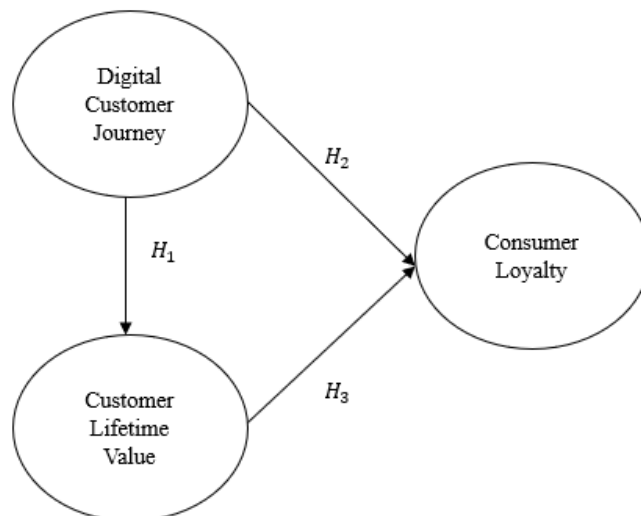 Digital
Customer
Journey
H₂
H₁
Consumer
Loyalty
Customer
Lifetime
Value
H₃